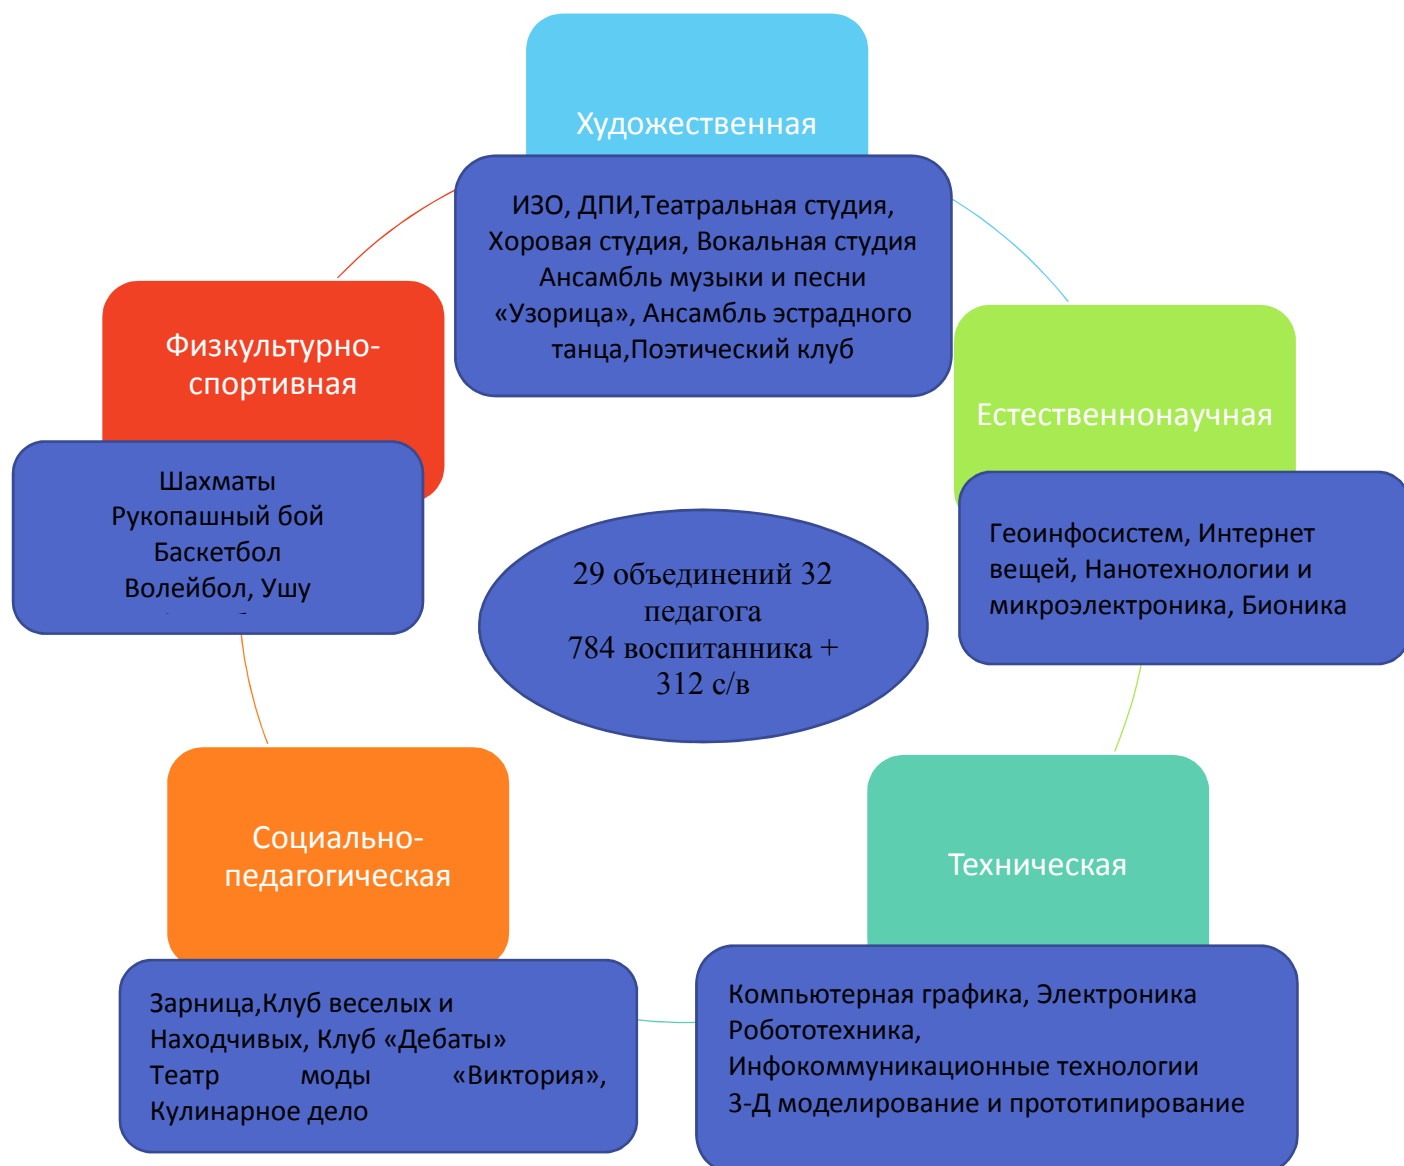 Художественная
ИЗО, ДПИ,Театральная студия,
Хоровая студия, Вокальная студия
Ансамбль музыки и песни
«Узорица», Ансамбль эстрадного
танца,Поэтический клуб
Физкультурно-
спортивная
Шахматы
Рукопашный бой
Баскетбол
Волейбол, Ушу
Естественнонаучная
Геоинфосистем, Интернет
вещей, Нанотехнологии и
микроэлектроника, Бионика
29 объединений 32
педагога
784 воспитанника +
312 с/в
Социально-
педагогическая
Зарница,Клуб веселых и
Находчивых, Клуб «Дебаты»
Театр моды «Виктория»,
Кулинарное дело
Техническая
Компьютерная графика, Электроника
Робототехника,
Инфокоммуникационные технологии
3-Д моделирование и прототипирование